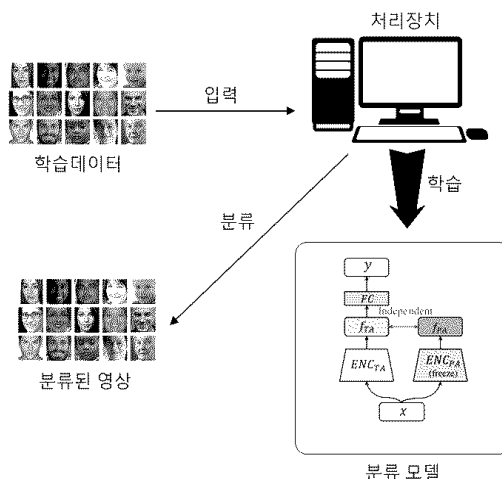 처리장치
입력
학습데이터
학습
분류
y
FC
Independent
f_TA
f_PA
ENC_TA
ENC_PA
(freeze)
x
분류된 영상
분류 모델